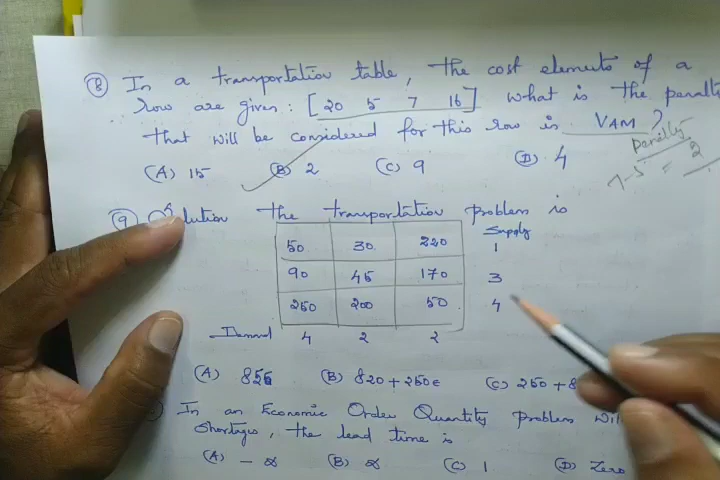 ⑧ In a transportation table, the cost elements of a
row are given: [20 5 7 16] what is the penalty
that will be considered for this row in VAM?
(A) 15 (B) 2 (C) 9 (D) 4
Penalty
7-5 = 2
⑨ the transportation problem is
Supply
50 30 220 1
90 45 170 3
250 200 50 4
Demand 4 2 2
(A) 855 (B) 820+250ε (C) 250+8
In an Economic Order Quantity problem
shortages, the lead time is
(A) -∞ (B) ∞ (C) 1 (D) Zero